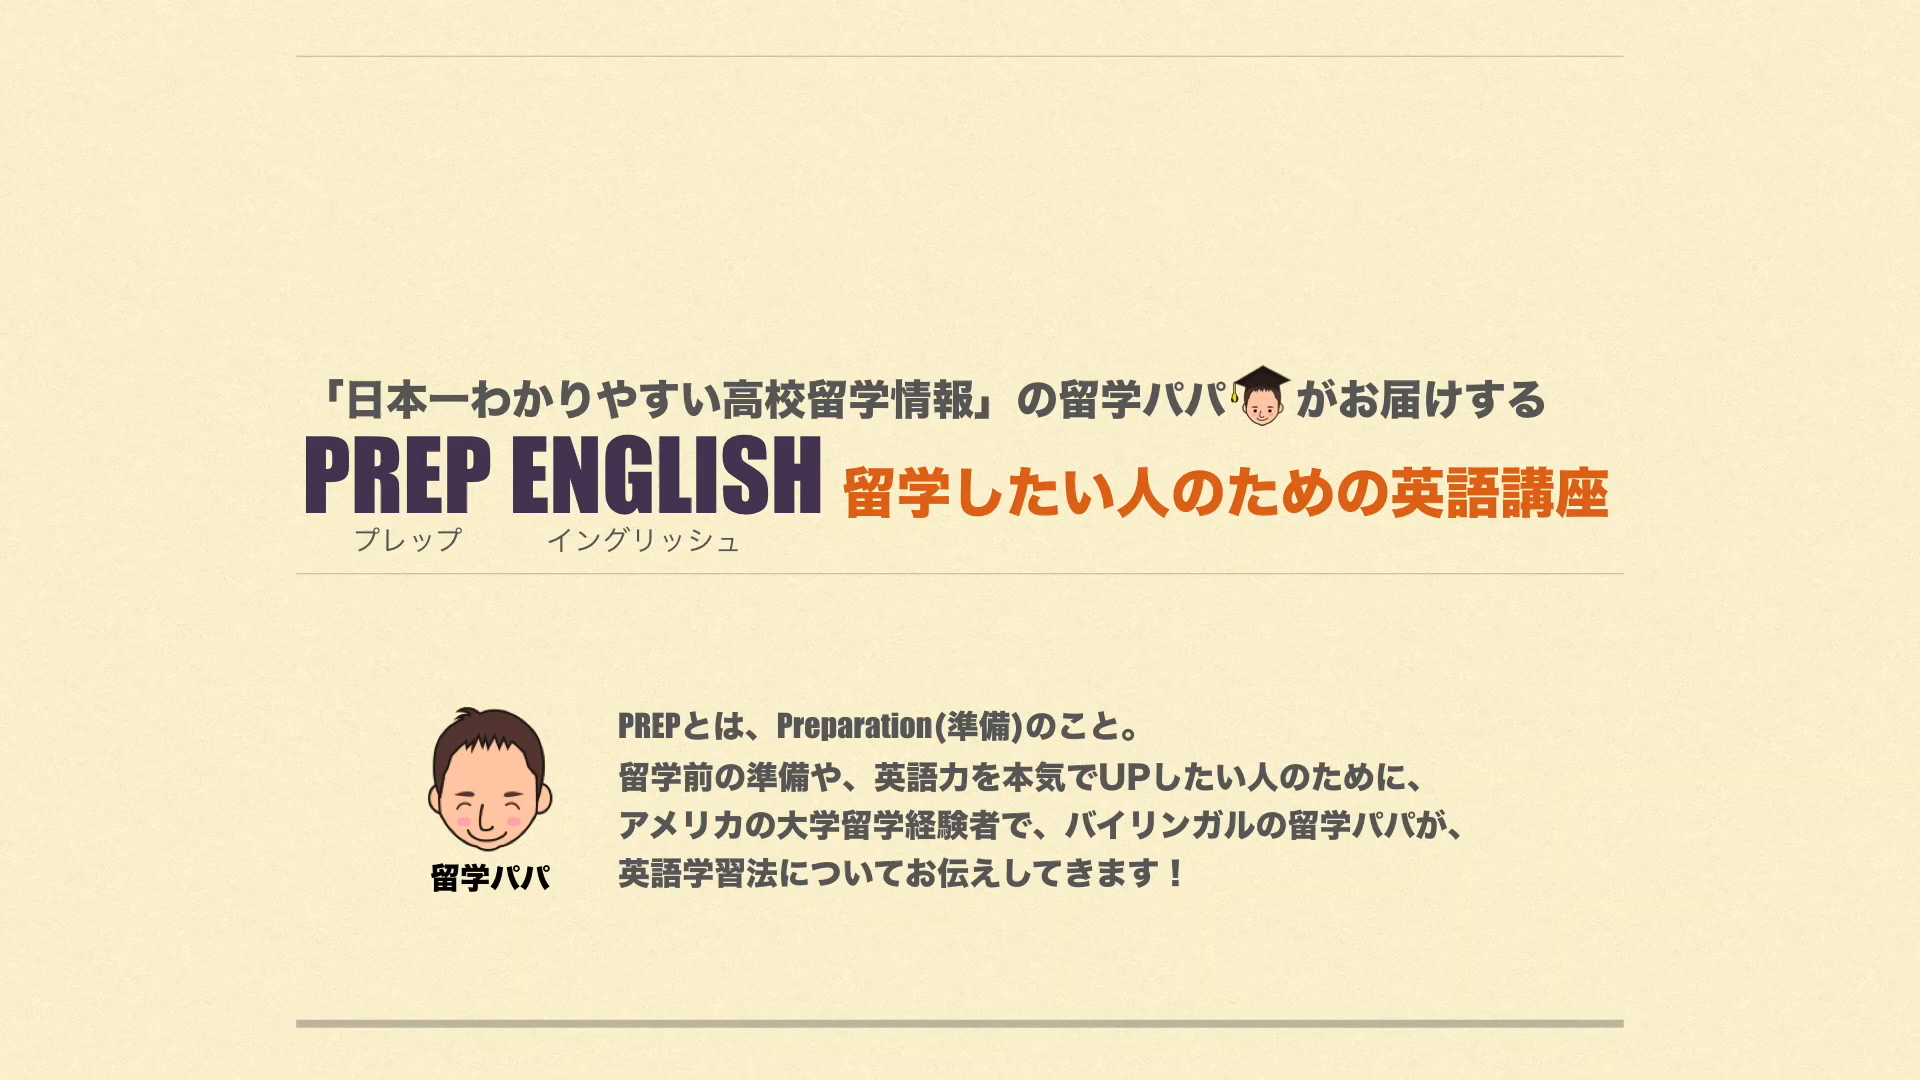 「日本一わかりやすい高校留学情報」の留学パパがお届けする
PREP ENGLISH 留学したい人のための英語講座
プレップ イングリッシュ
PREPとは、Preparation(準備)のこと。
留学前の準備や、英語力を本気でUPしたい人のために、
アメリカの大学留学経験者で、バイリンガルの留学パパが、
英語学習法についてお伝えしてきます！
留学パパ